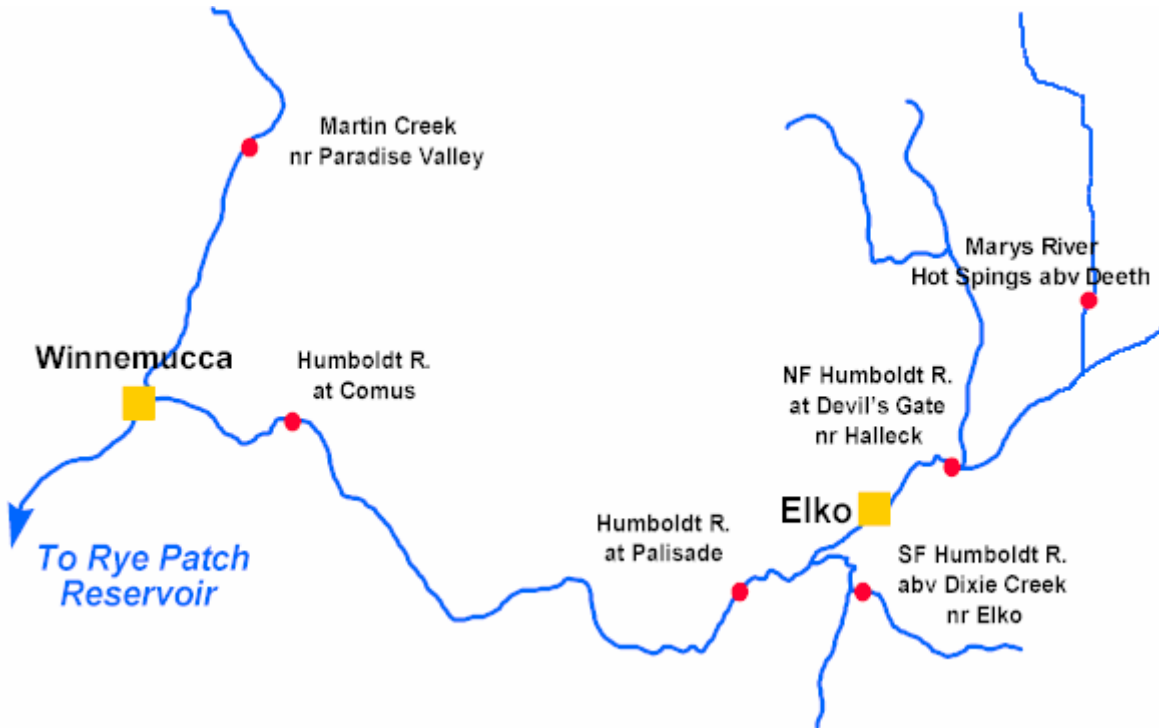 Martin Creek
nr Paradise Valley
Marys River
Hot Spings abv Deeth
Winnemucca
Humboldt R.
at Comus
NF Humboldt R.
at Devil's Gate
nr Halleck
Elko
Humboldt R.
at Palisade
SF Humboldt R.
abv Dixie Creek
nr Elko
To Rye Patch
Reservoir